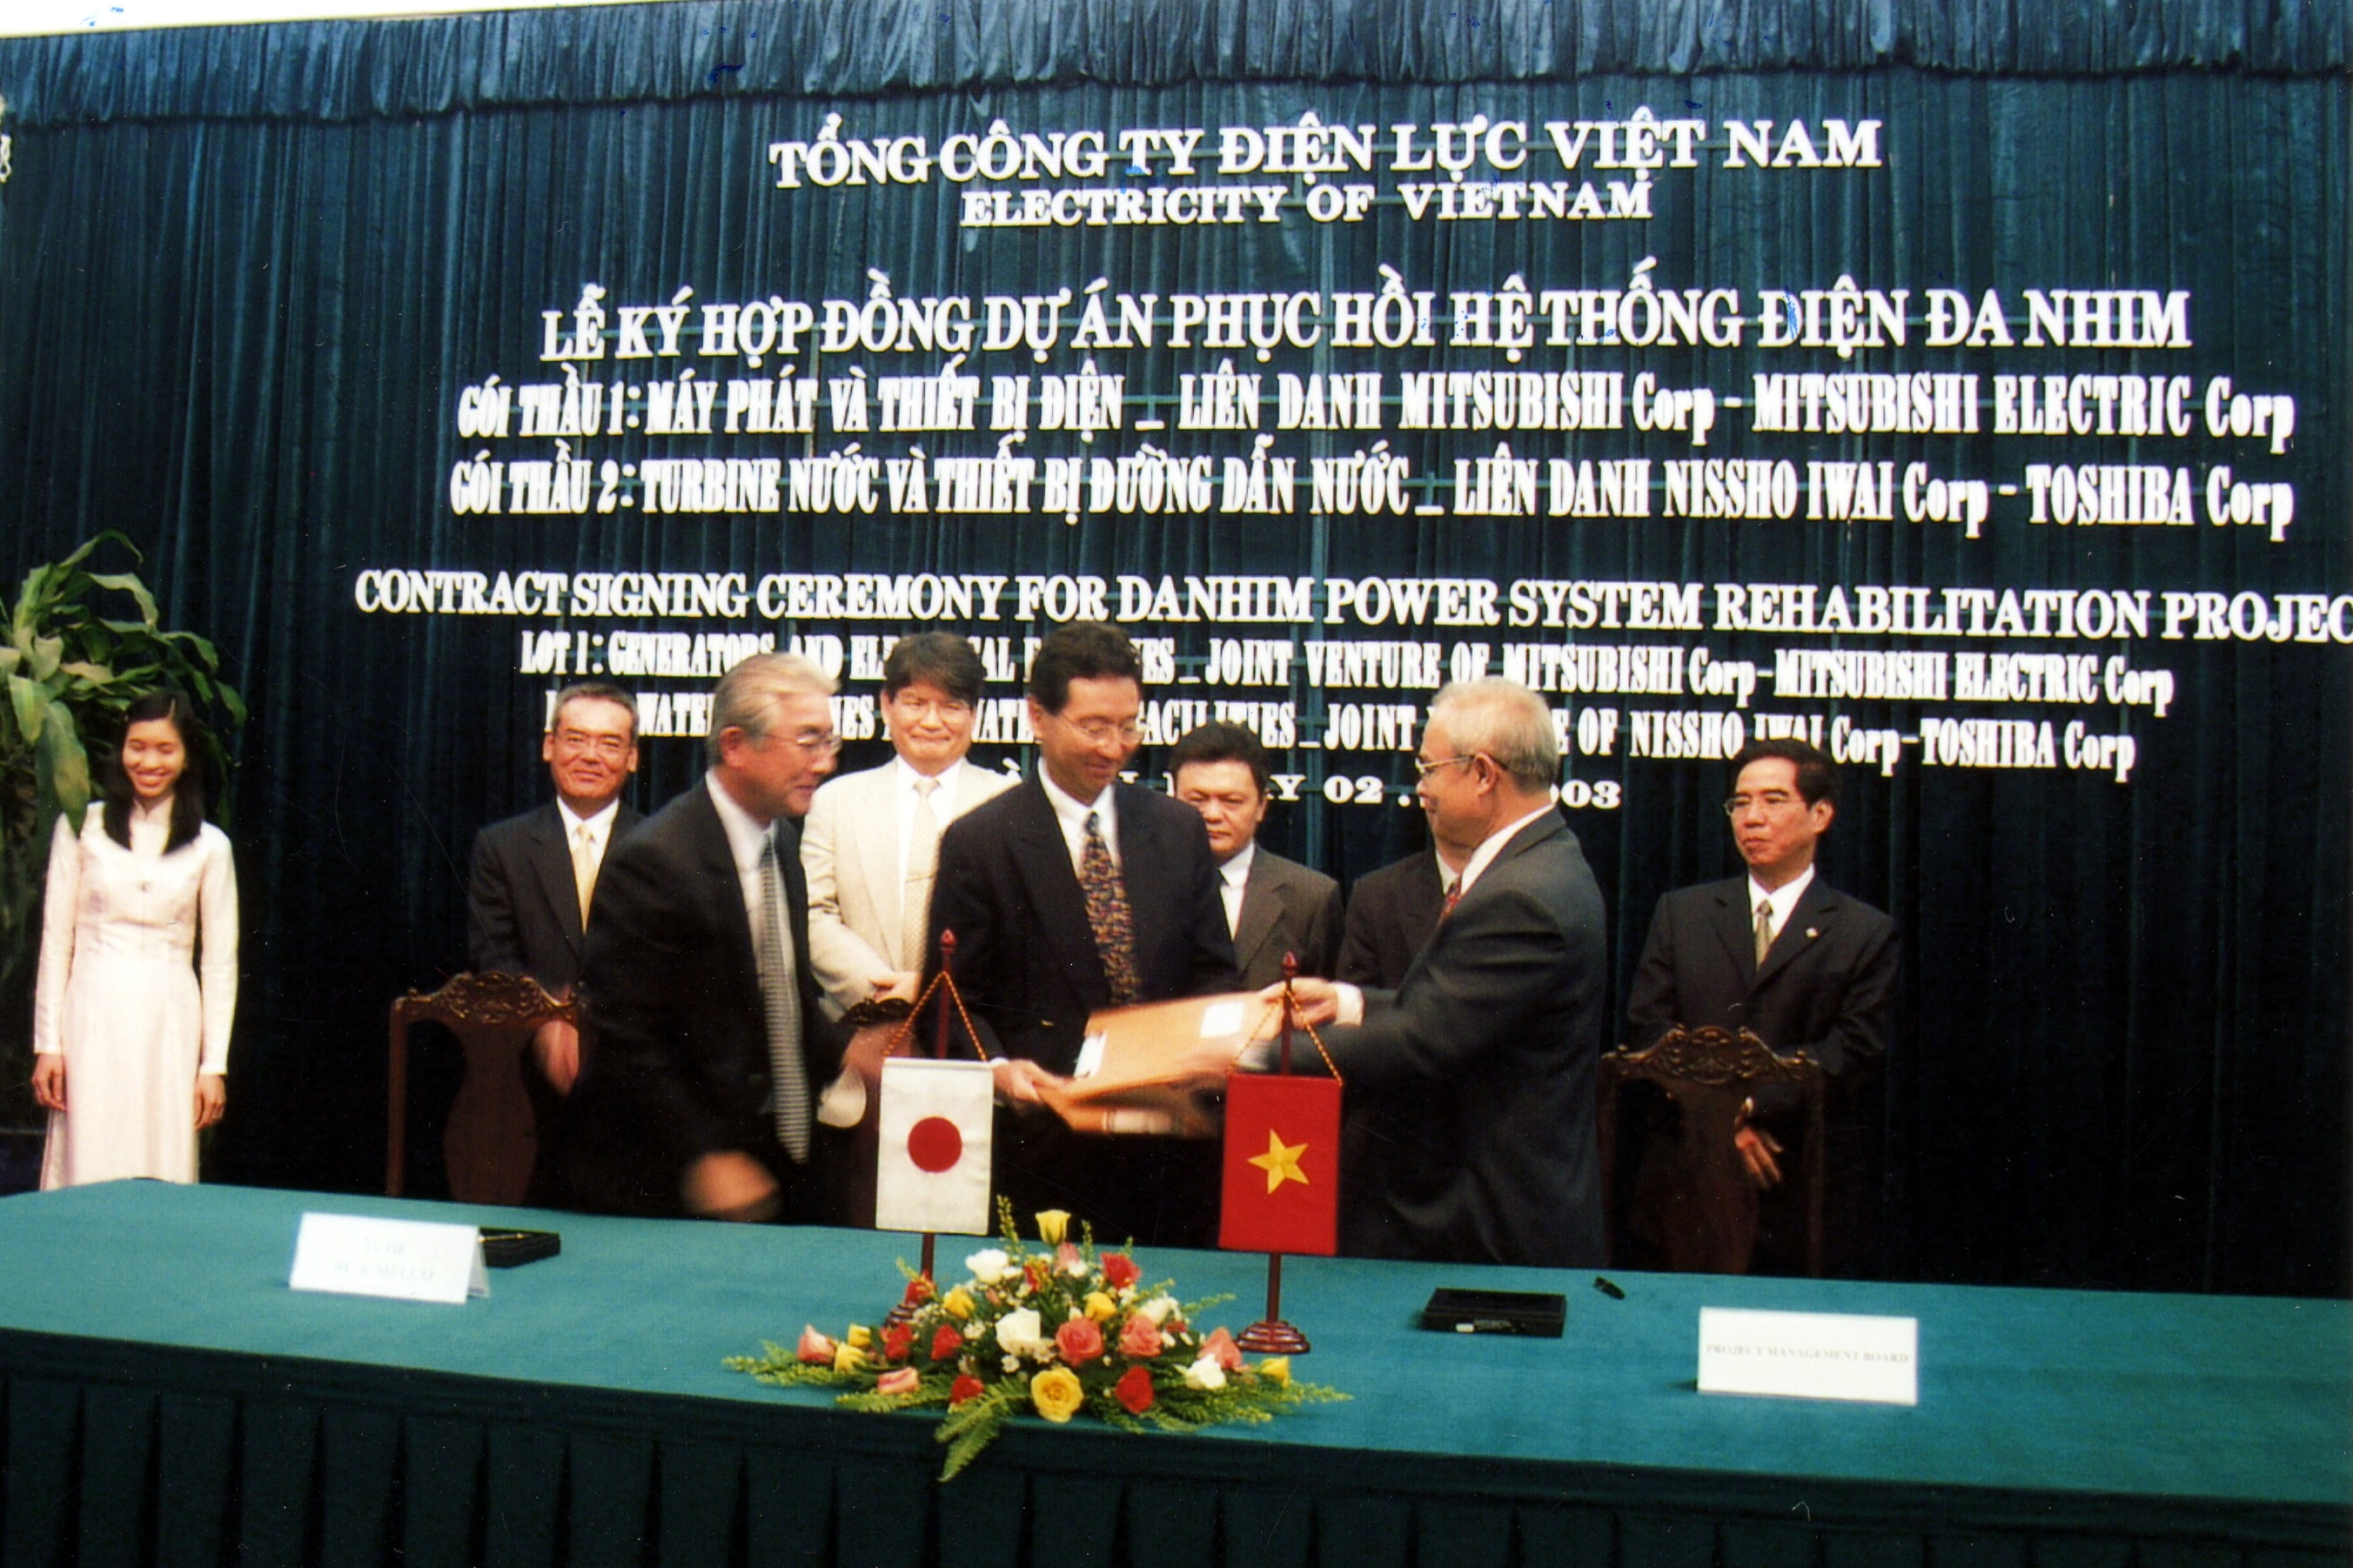 TỔNG CÔNG TY ĐIỆN LỰC VIỆT NAM
ELECTRICITY OF VIETNAM
LỄ KÝ HỢP ĐỒNG DỰ ÁN PHỤC HỒI HỆ THỐNG ĐIỆN ĐA NHIM
GÓI THẦU 1: MÁY PHÁT VÀ THIẾT BỊ ĐIỆN _ LIÊN DANH MITSUBISHI Corp - MITSUBISHI ELECTRIC Corp
GÓI THẦU 2: TURBINE NƯỚC VÀ THIẾT BỊ ĐƯỜNG DẪN NƯỚC _ LIÊN DANH NISSHO IWAI Corp - TOSHIBA Corp
CONTRACT SIGNING CEREMONY FOR DANHIM POWER SYSTEM REHABILITATION PROJEC
LOT 1: GENERATORS AND _ JOINT VENTURE OF MITSUBISHI Corp-MITSUBISHI ELECTRIC Corp
_ JOINT OF NISSHO IWAI Corp-TOSHIBA Corp
02
PROJECT MANAGEMENT BOARD